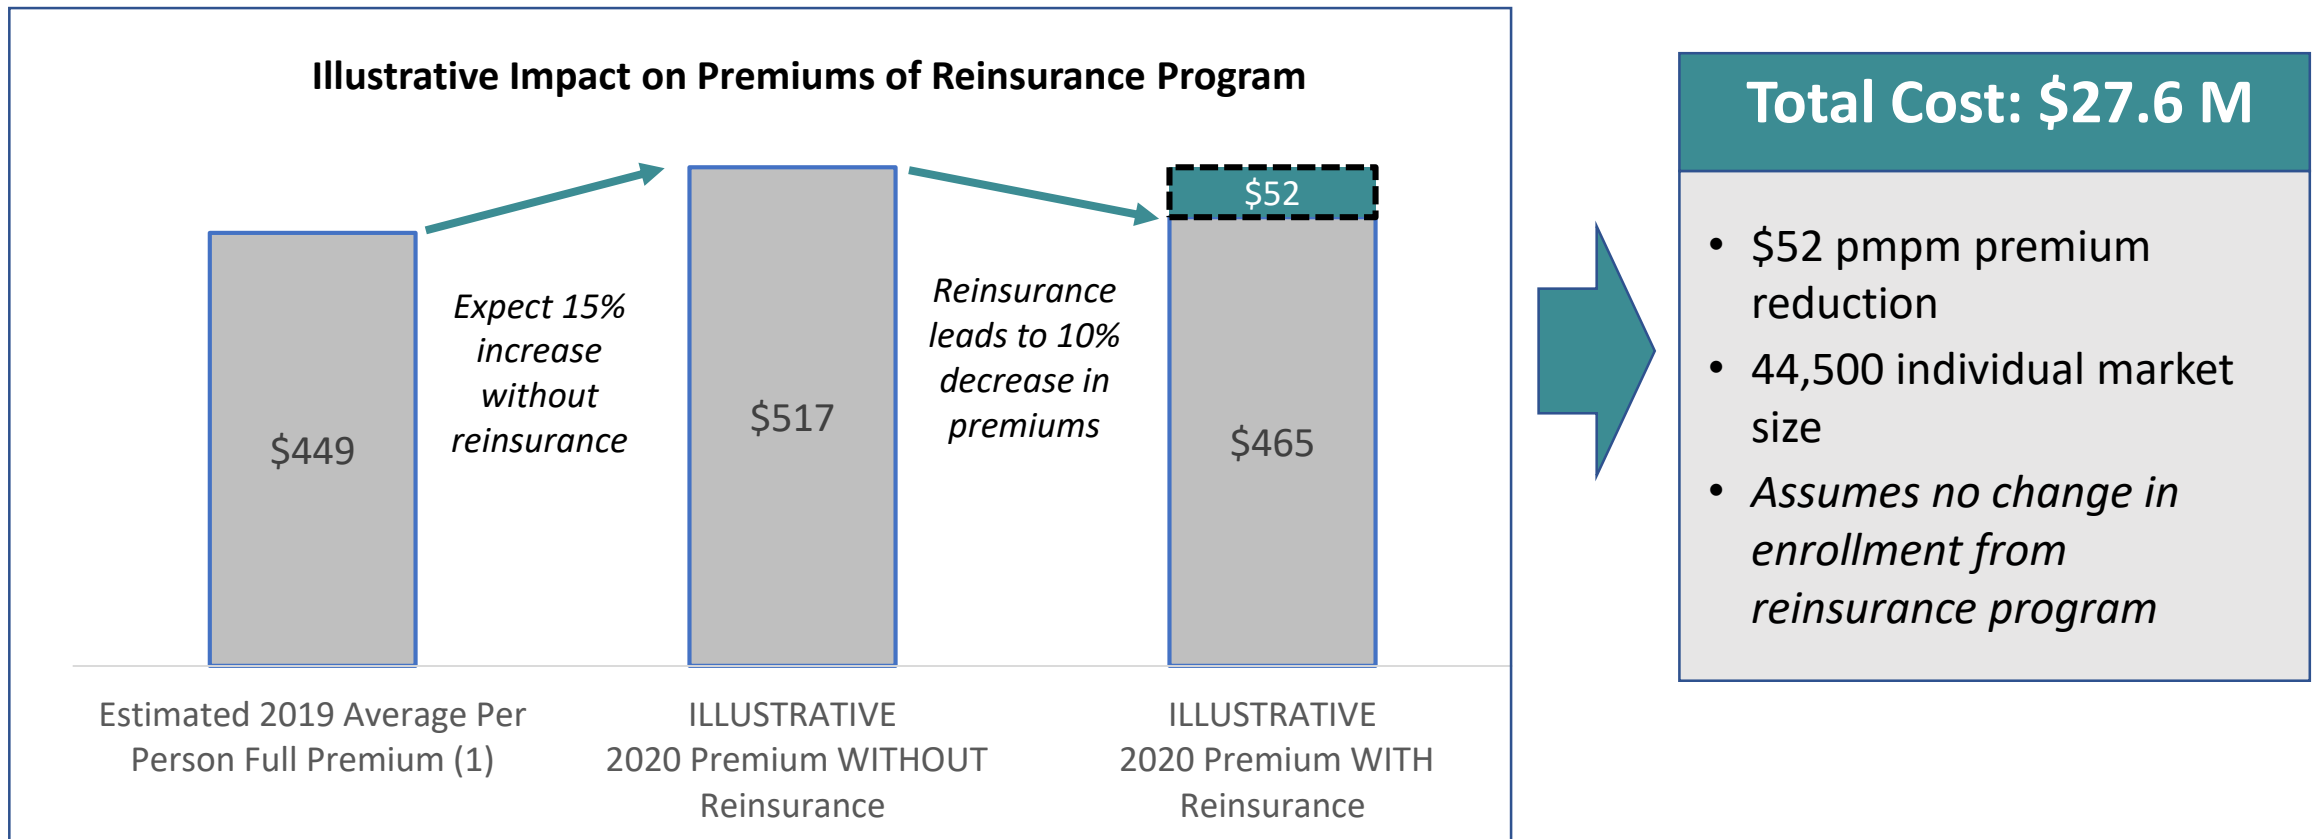 Illustrative Impact on Premiums of Reinsurance Program
$449
Expect 15%
increase
without
reinsurance
$517
Reinsurance
leads to 10%
decrease in
premiums
$52
$465
Estimated 2019 Average Per
Person Full Premium (1)
ILLUSTRATIVE
2020 Premium WITHOUT
Reinsurance
ILLUSTRATIVE
2020 Premium WITH
Reinsurance
Total Cost: $27.6 M
• $52 pmpm premium
reduction
• 44,500 individual market
size
• Assumes no change in
enrollment from
reinsurance program